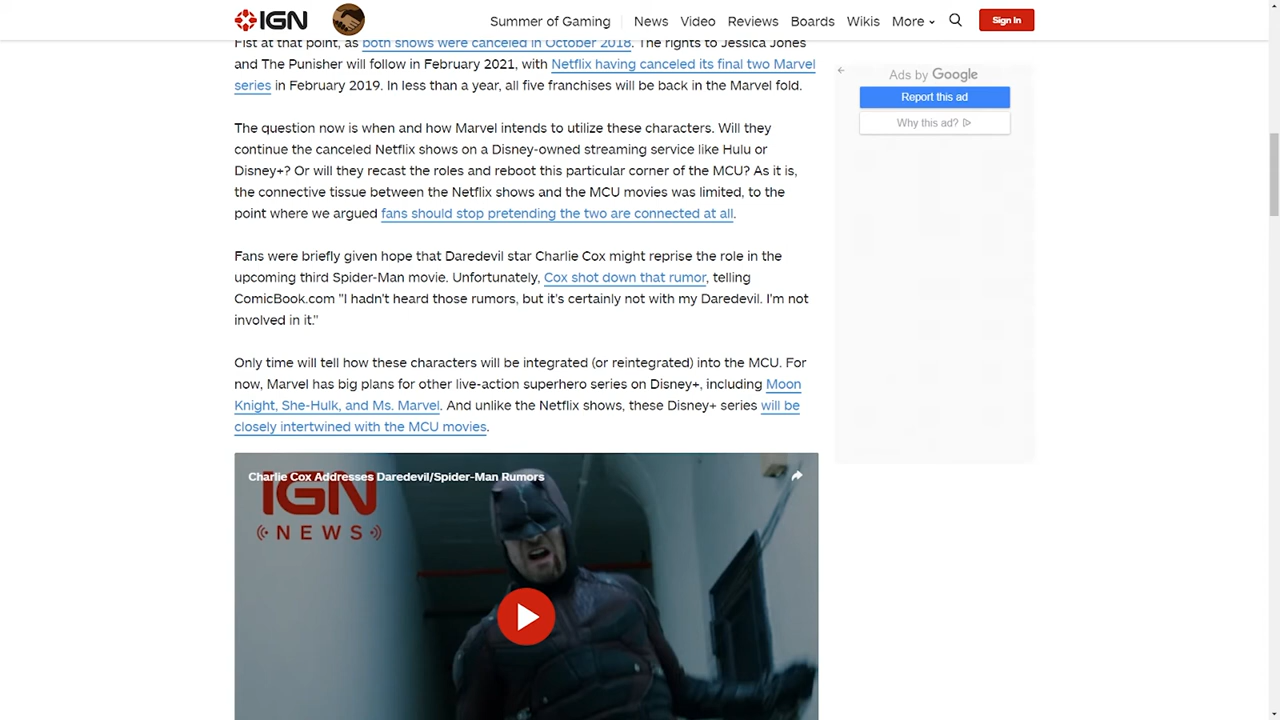 IGN
Summer of Gaming
News
Video
Reviews
Boards
Wikis
More
Sign In
Fist at that point, as both shows were canceled in October 2018. The rights to Jessica Jones
and The Punisher will follow in February 2021, with Netflix having canceled its final two Marvel
series in February 2019. In less than a year, all five franchises will be back in the Marvel fold.
The question now is when and how Marvel intends to utilize these characters. Will they
continue the canceled Netflix shows on a Disney-owned streaming service like Hulu or
Disney+? Or will they recast the roles and reboot this particular corner of the MCU? As it is,
the connective tissue between the Netflix shows and the MCU movies was limited, to the
point where we argued fans should stop pretending the two are connected at all.
Fans were briefly given hope that Daredevil star Charlie Cox might reprise the role in the
upcoming third Spider-Man movie. Unfortunately, Cox shot down that rumor, telling
ComicBook.com "I hadn't heard those rumors, but it's certainly not with my Daredevil. I'm not
involved in it."
Only time will tell how these characters will be integrated (or reintegrated) into the MCU. For
now, Marvel has big plans for other live-action superhero series on Disney+, including Moon
Knight, She-Hulk, and Ms. Marvel. And unlike the Netflix shows, these Disney+ series will be
closely intertwined with the MCU movies.
Charlie Cox Addresses Daredevil/Spider-Man Rumors
IGN
NEWS
Ads by Google
Report this ad
Why this ad?